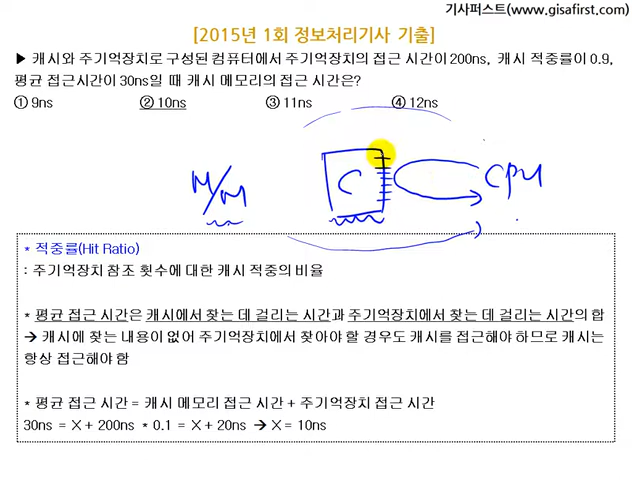 기사퍼스트(www.gisafirst.com)
[2015년 1회 정보처리기사 기출]
▶ 캐시와 주기억장치로 구성된 컴퓨터에서 주기억장치의 접근 시간이 200ns, 캐시 적중률이 0.9,
평균 접근시간이 30ns일 때 캐시 메모리의 접근 시간은?
① 9ns ② 10ns ③ 11ns ④ 12ns
M/M C CPU
* 적중률(Hit Ratio)
: 주기억장치 참조 횟수에 대한 캐시 적중의 비율
* 평균 접근 시간은 캐시에서 찾는 데 걸리는 시간과 주기억장치에서 찾는 데 걸리는 시간의 합
→ 캐시에 찾는 내용이 없어 주기억장치에서 찾아야 할 경우도 캐시를 접근해야 하므로 캐시는
항상 접근해야 함
* 평균 접근 시간 = 캐시 메모리 접근 시간 + 주기억장치 접근 시간
30ns = X + 200ns * 0.1 = X + 20ns → X = 10ns